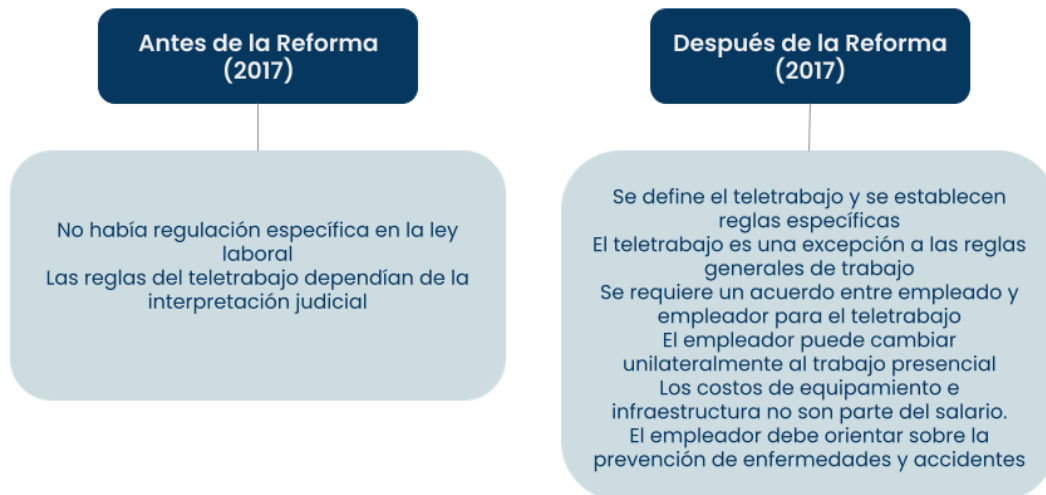 Antes de la Reforma
(2017)
No había regulación específica en la ley
laboral
Las reglas del teletrabajo dependían de la
interpretación judicial
Después de la Reforma
(2017)
Se define el teletrabajo y se establecen
reglas específicas
El teletrabajo es una excepción a las reglas
generales de trabajo
Se requiere un acuerdo entre empleado y
empleador para el teletrabajo
El empleador puede cambiar
unilateralmente al trabajo presencial
Los costos de equipamiento e
infraestructura no son parte del salario.
El empleador debe orientar sobre la
prevención de enfermedades y accidentes